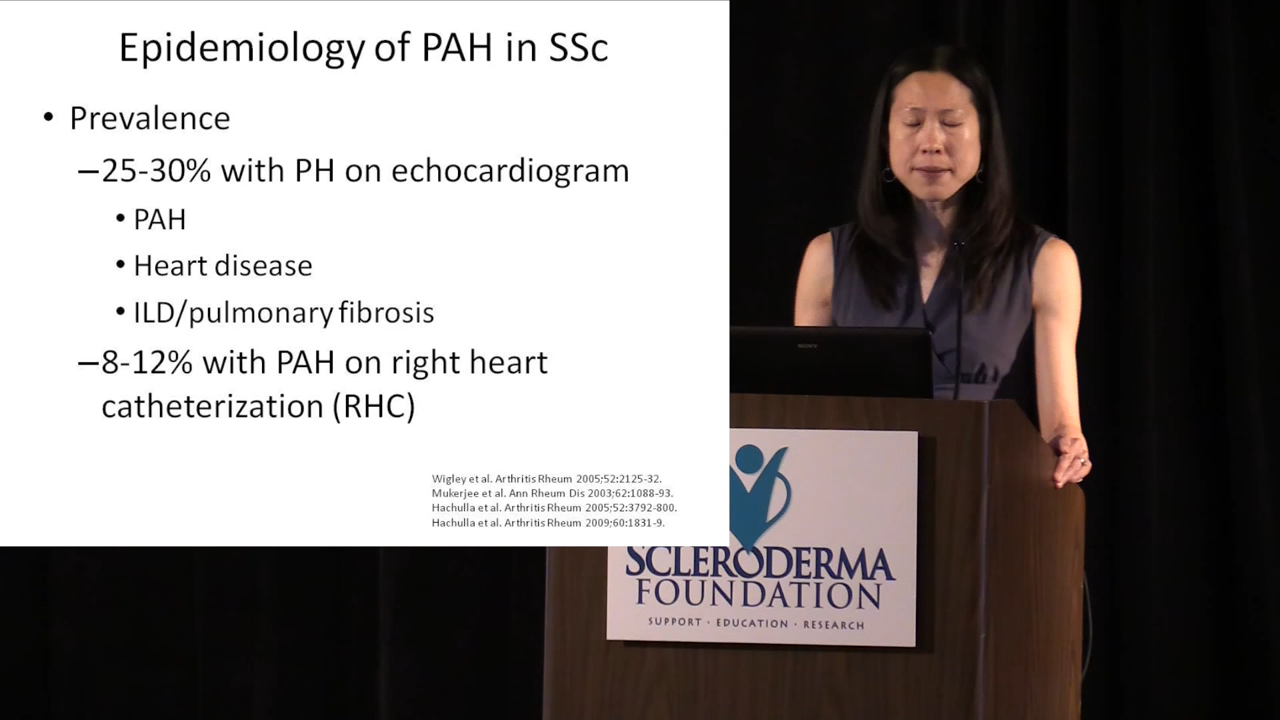 Epidemiology of PAH in SSc
• Prevalence
–25-30% with PH on echocardiogram
• PAH
• Heart disease
• ILD/pulmonary fibrosis
–8-12% with PAH on right heart
catheterization (RHC)
Wigley et al. Arthritis Rheum 2005;52:2125-32.
Mukerjee et al. Ann Rheum Dis 2003;62:1088-93.
Hachulla et al. Arthritis Rheum 2005;52:3792-800.
Hachulla et al. Arthritis Rheum 2009;60:1831-9.
SONY
SCLERODERMA
FOUNDATION
SUPPORT · EDUCATION · RESEARCH